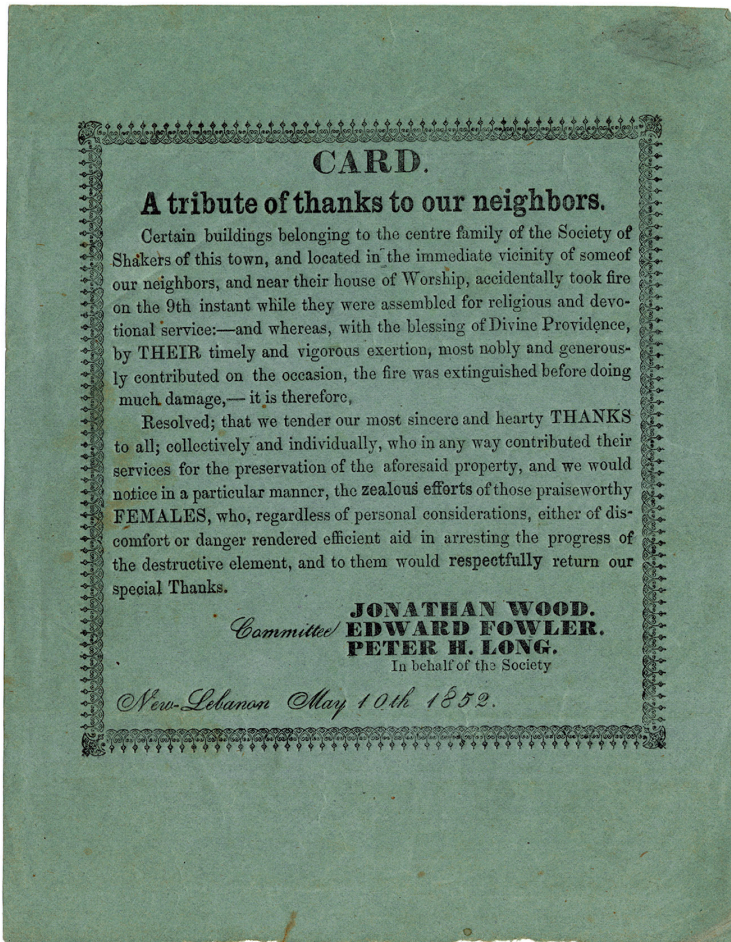 CARD.
A tribute of thanks to our neighbors.
Certain buildings belonging to the centre family of the Society of
Shakers of this town, and located in the immediate vicinity of someof
our neighbors, and near their house of Worship, accidentally took fire
on the 9th instant while they were assembled for religious and devo-
tional service:—and whereas, with the blessing of Divine Providence,
by THEIR timely and vigorous exertion, most nobly and generous-
ly contributed on the occasion, the fire was extinguished before doing
much damage,— it is therefore,
Resolved; that we tender our most sincere and hearty THANKS
to all; collectively and individually, who in any way contributed their
services for the preservation of the aforesaid property, and we would
notice in a particular manner, the zealous efforts of those praiseworthy
FEMALES, who, regardless of personal considerations, either of dis-
comfort or danger rendered efficient aid in arresting the progress of
the destructive element, and to them would respectfully return our
special Thanks.
JONATHAN WOOD.
Committee EDWARD FOWLER.
PETER H. LONG.
In behalf of the Society
New-Lebanon May 10th 1852.